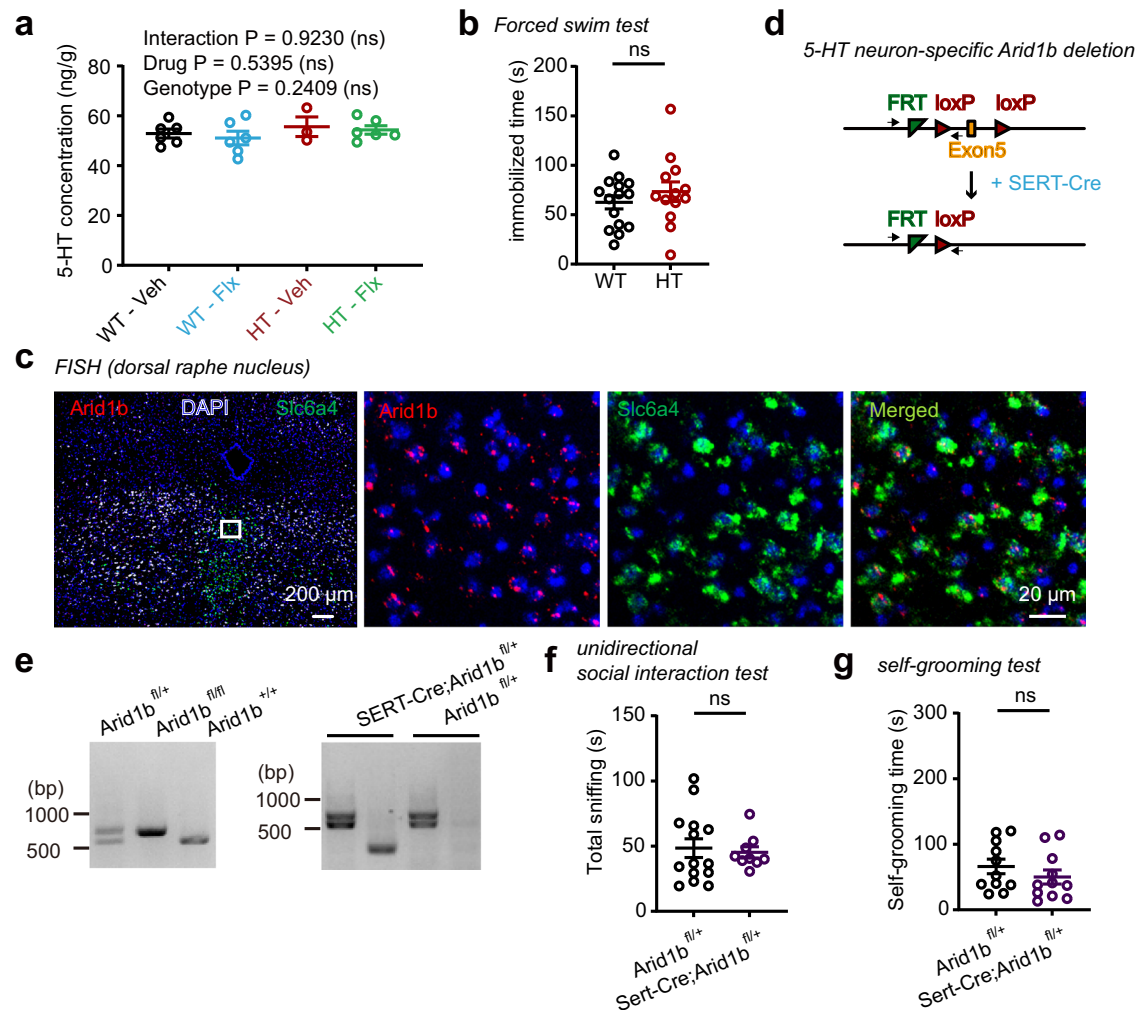 a
Interaction P = 0.9230 (ns)
Drug P = 0.5395 (ns)
Genotype P = 0.2409 (ns)
5-HT concentration (ng/g)
80
60
40
20
0
WT - Veh
WT - Flx
HT - Veh
HT - Flx
b
Forced swim test
ns
immobilized time (s)
200
150
100
50
0
WT
HT
d
5-HT neuron-specific Arid1b deletion
FRT
loxP
loxP
Exon5
+ SERT-Cre
FRT
loxP
c
FISH (dorsal raphe nucleus)
Arid1b
DAPI
Slc6a4
200 µm
Arid1b
Slc6a4
Merged
20 µm
e
Arid1b fl/+
Arid1b fl/fl
Arid1b +/+
(bp)
1000
500
SERT-Cre;Arid1b fl/+
Arid1b fl/+
(bp)
1000
500
f
unidirectional
social interaction test
ns
Total sniffing (s)
150
100
50
0
Arid1b fl/+
Sert-Cre;Arid1b fl/+
g
self-grooming test
ns
Self-grooming time (s)
300
200
100
0
Arid1b fl/+
Sert-Cre;Arid1b fl/+